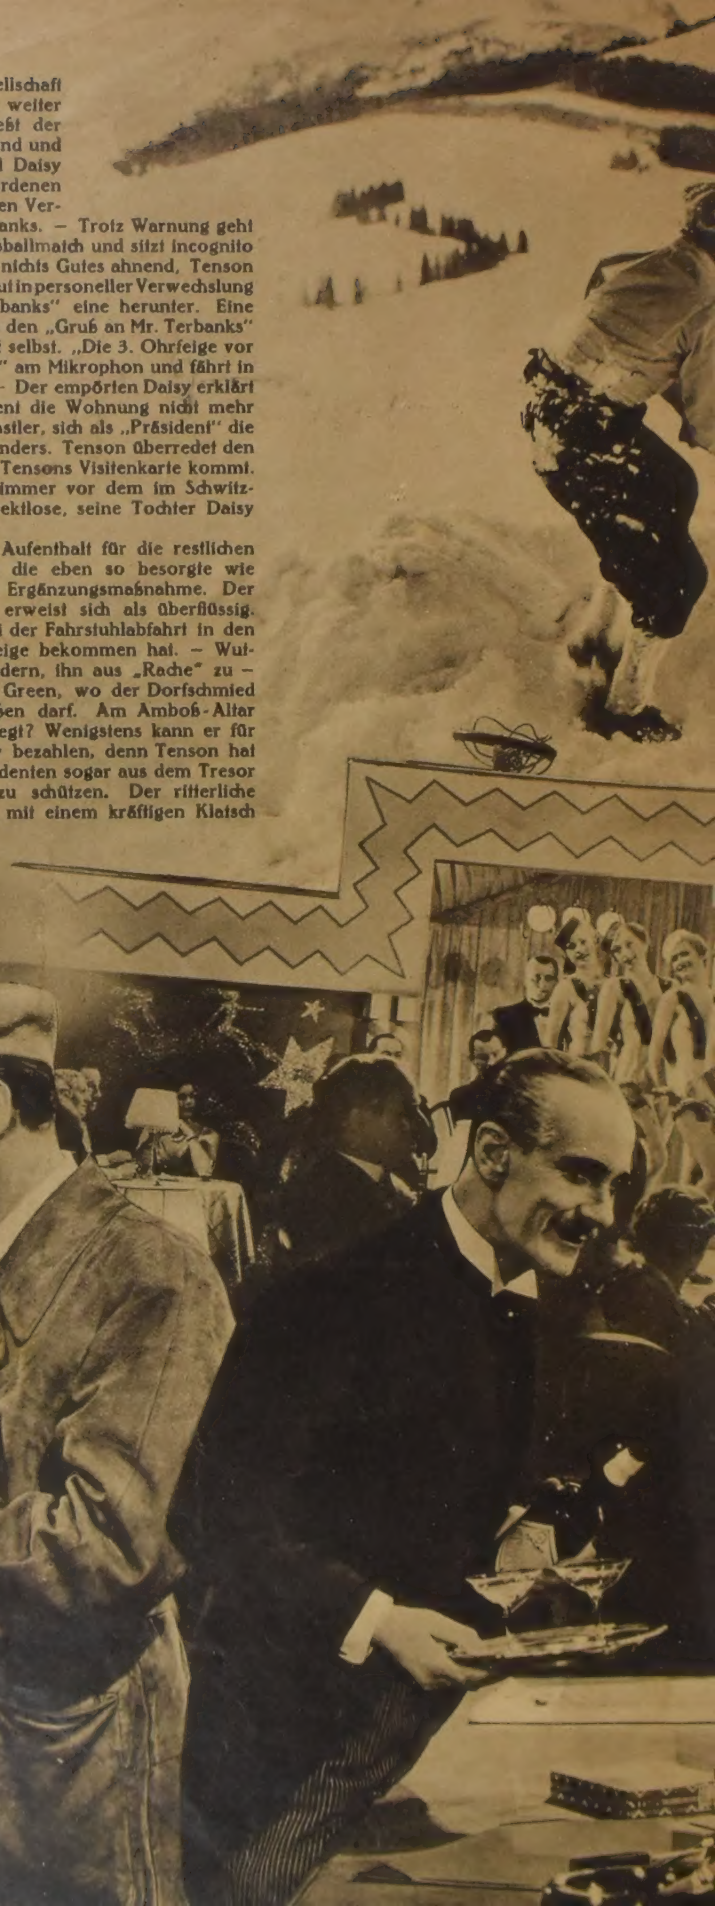 ellschaft
weiter
eßt der
nd und
l Daisy
rdenen
en Ver-
anks. — Trotz Warnung geht
sballmatch und sitzt incognito
nichts Gutes ahnend, Tenson
ut in personeller Verwechslung
banks" eine herunter. Eine
den „Gruß an Mr. Terbanks"
t selbst. „Die 3. Ohrfeige vor
" am Mikrophon und fährt in
- Der empörten Daisy erklärt
ent die Wohnung nicht mehr
stler, sich als „Präsident" die
nders. Tenson überredet den
Tensons Visitenkarte kommt.
immer vor dem im Schwitz-
ektlose, seine Tochter Daisy
Aufenthalt für die restlichen
die eben so besorgte wie
Ergänzungsmaßnahme. Der
erweist sich als überflüssig.
i der Fahrstuhlabfahrt in den
eige bekommen hat. — Wut-
dern, ihn aus „Rache" zu —
Green, wo der Dorfschmied
ßen darf. Am Amboß-Altar
egt? Wenigstens kann er für
r bezahlen, denn Tenson hat
denten sogar aus dem Tresor
zu schützen. Der ritterliche
mit einem kräftigen Klatsch